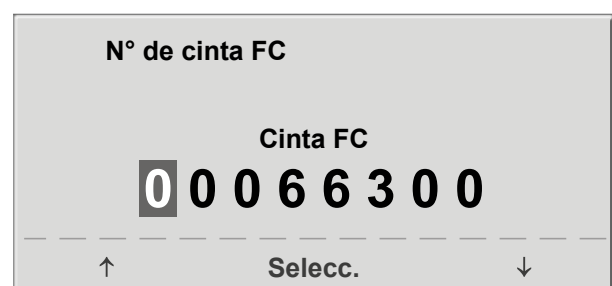 N° de cinta FC
Cinta FC
0 0 0 6 6 3 0 0
↑ Selecc. ↓